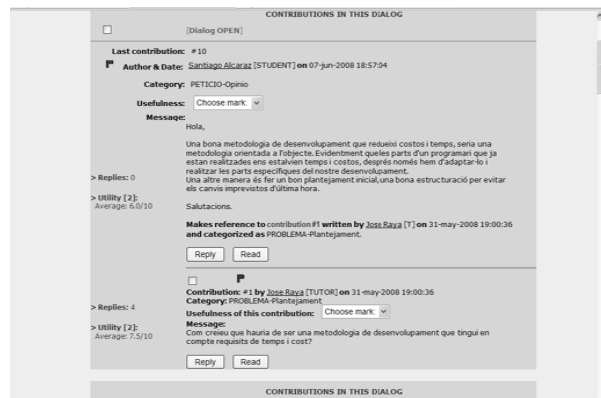 CONTRIBUTIONS IN THIS DIALOG
[Dialog OPEN]
Last contribution: #10
Author & Date: Santiago Alcaraz [STUDENT] on 07-jun-2008 18:57:04
Category: PETICIO-Opinio
Usefulness: Choose mark:
Message:
Hola,
Una bona metodologia de desenvolupament que redueixi costos i temps, seria una
metodologia orientada a l'objecte. Evidentment queles parts d'un programari que ja
estan realitzades ens estalvien temps i costos, després només hem d'adaptar-lo i
realitzar les parts específiques del nostre desenvolupament.
Una altre manera és fer un bon plantejament inicial, una bona estructuració per evitar
els canvis imprevistos d'última hora.
> Replies: 0
> Utility [2]:
Average: 6.0/10
Salutacions.
Makes reference to contribution #1 written by Jose Raya [T] on 31-may-2008 19:00:36
and categorized as PROBLEMA-Plantejament.
Reply Read
Contribution: #1 by Jose Raya [TUTOR] on 31-may-2008 19:00:36
Category: PROBLEMA-Plantejament
Usefulness of this contribution: Choose mark:
> Replies: 4
> Utility [2]:
Average: 7.5/10
Message:
Com creieu que hauria de ser una metodologia de desenvolupament que tingui en
compte requisits de temps i cost?
Reply Read
CONTRIBUTIONS IN THIS DIALOG